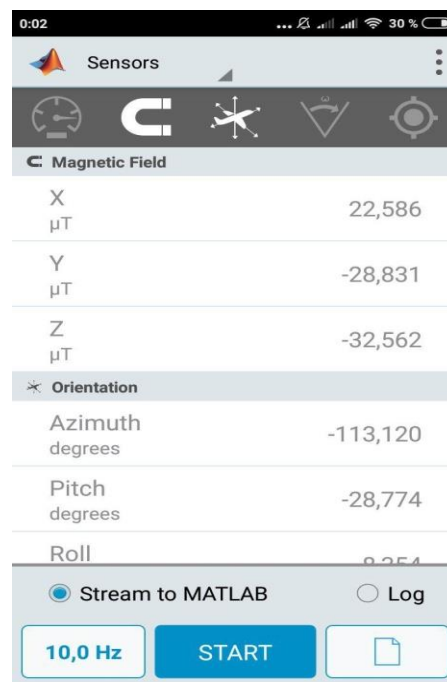 0:02 ... 30 %
Sensors
Magnetic Field
X 22,586
µT
Y -28,831
µT
Z -32,562
µT
Orientation
Azimuth -113,120
degrees
Pitch -28,774
degrees
Roll
Stream to MATLAB Log
10,0 Hz START